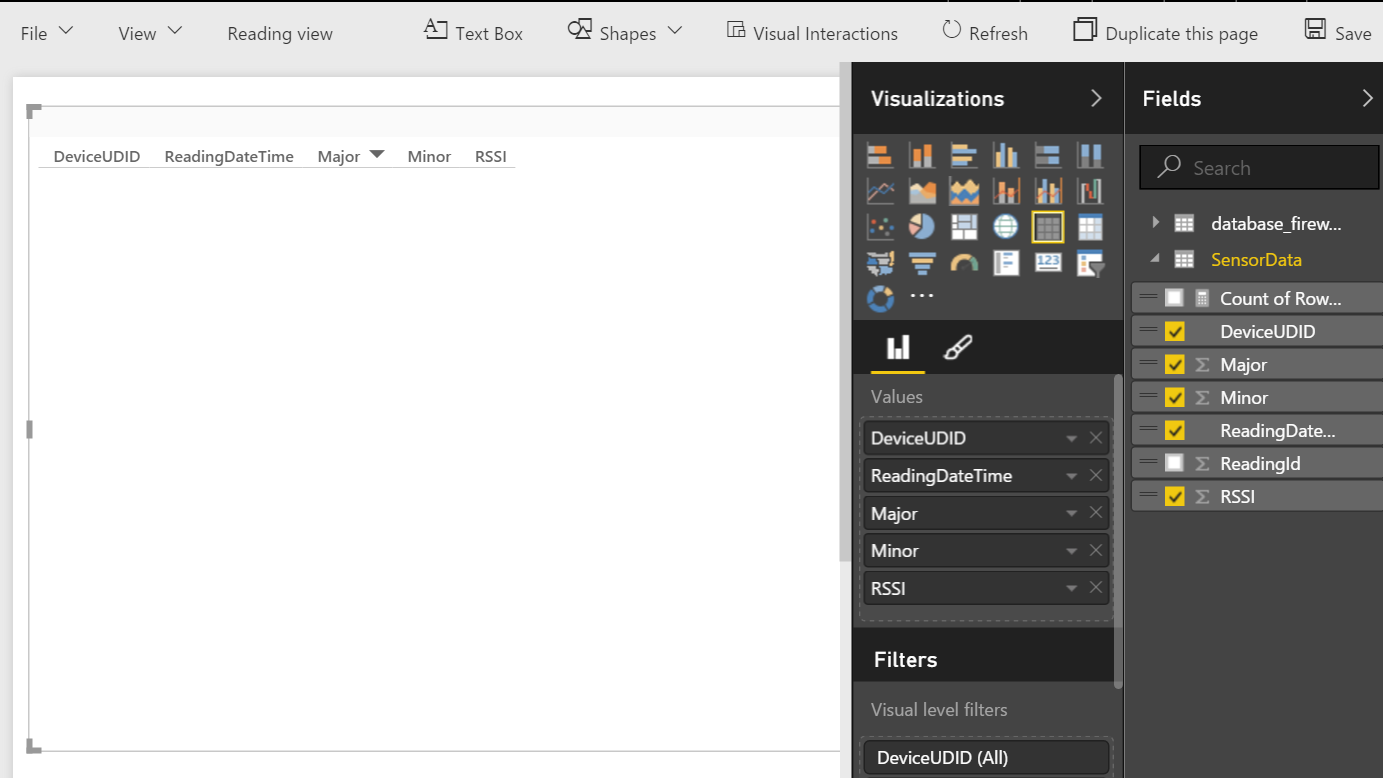 File View Reading view Text Box Shapes Visual Interactions Refresh Duplicate this page Save
DeviceUDID ReadingDateTime Major Minor RSSI
Visualizations
123
Values
DeviceUDID
ReadingDateTime
Major
Minor
RSSI
Filters
Visual level filters
DeviceUDID (All)
Fields
Search
database_firew...
SensorData
Count of Row...
DeviceUDID
Major
Minor
ReadingDate...
ReadingId
RSSI